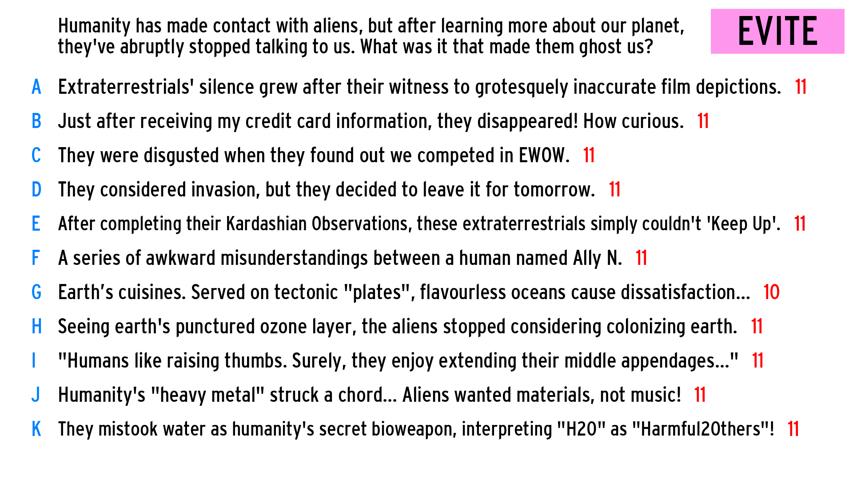 Humanity has made contact with aliens, but after learning more about our planet,
they've abruptly stopped talking to us. What was it that made them ghost us?
EVITE
A Extraterrestrials' silence grew after their witness to grotesquely inaccurate film depictions. 11
B Just after receiving my credit card information, they disappeared! How curious. 11
C They were disgusted when they found out we competed in EWOW. 11
D They considered invasion, but they decided to leave it for tomorrow. 11
E After completing their Kardashian Observations, these extraterrestrials simply couldn't 'Keep Up'. 11
F A series of awkward misunderstandings between a human named Ally N. 11
G Earth’s cuisines. Served on tectonic "plates", flavourless oceans cause dissatisfaction... 10
H Seeing earth's punctured ozone layer, the aliens stopped considering colonizing earth. 11
I "Humans like raising thumbs. Surely, they enjoy extending their middle appendages..." 11
J Humanity's "heavy metal" struck a chord... Aliens wanted materials, not music! 11
K They mistook water as humanity's secret bioweapon, interpreting "H2O" as "Harmful2Others"! 11